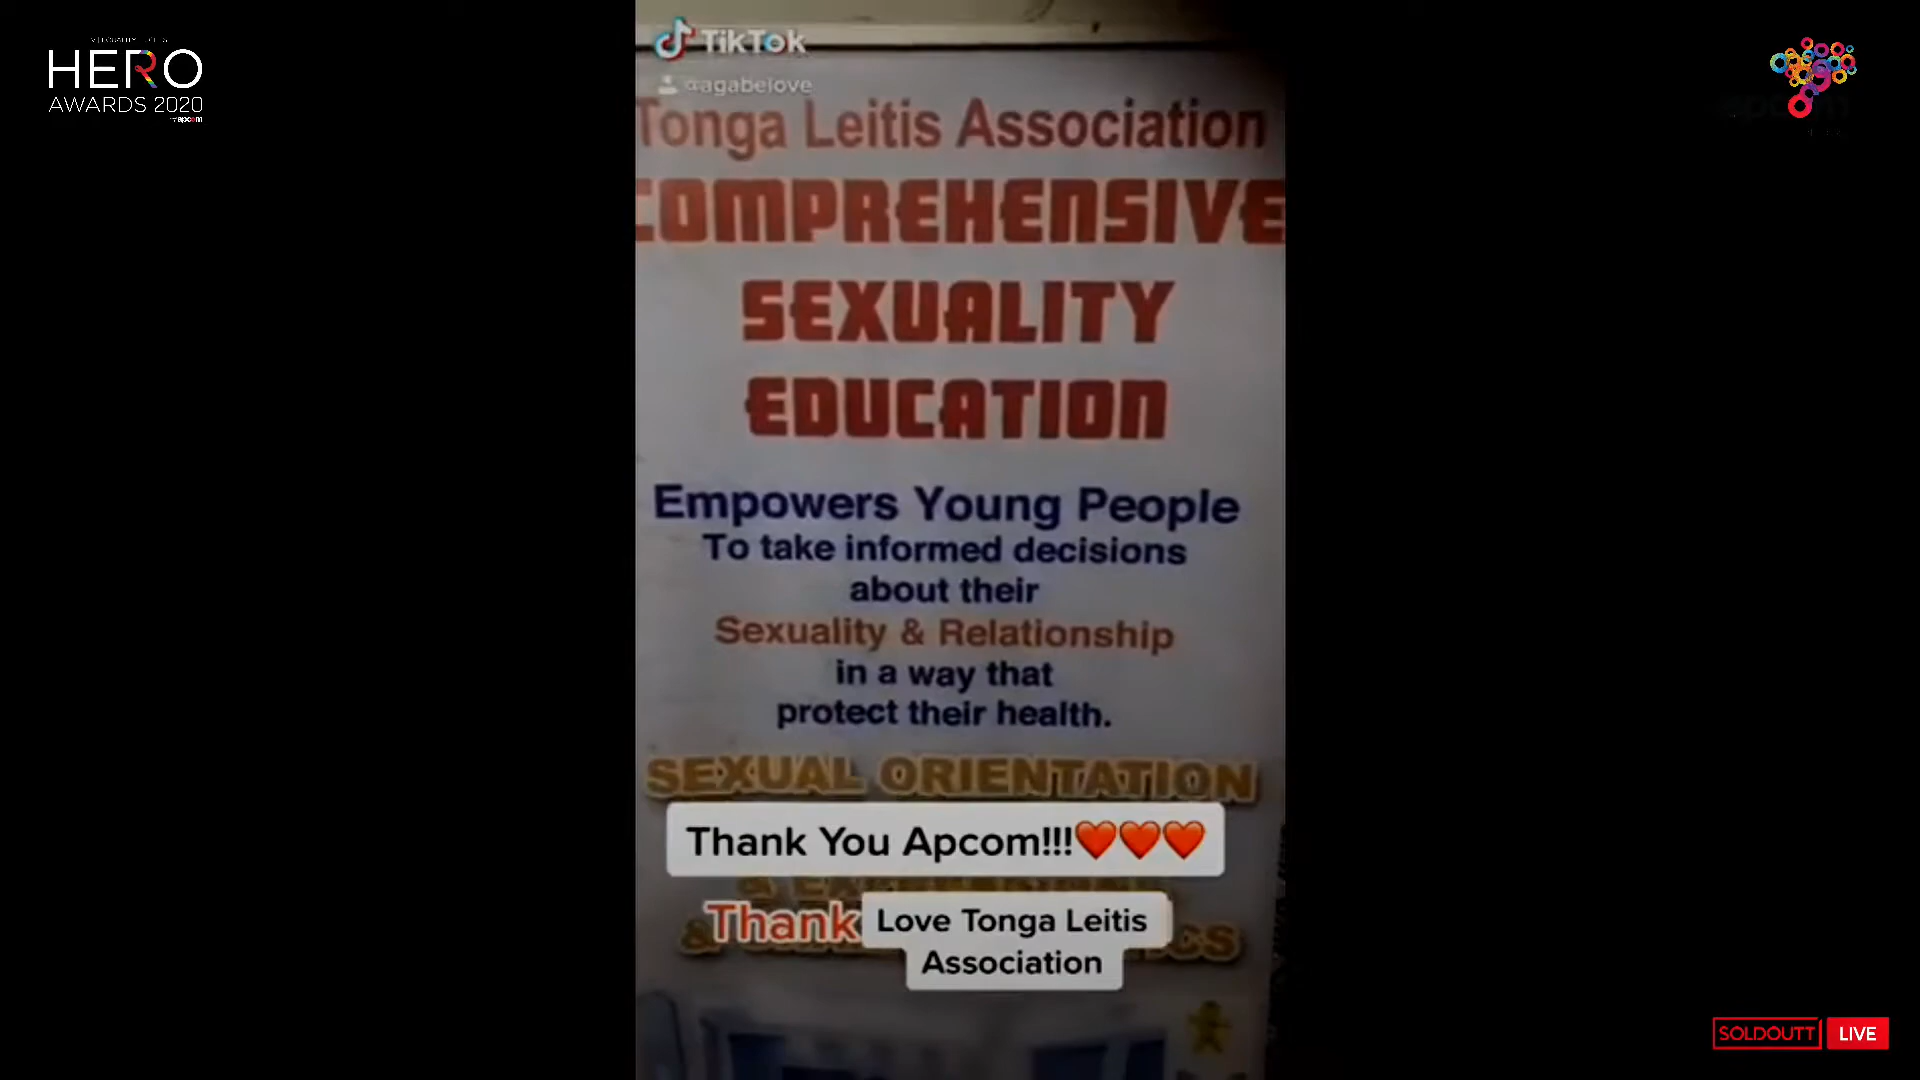 HERO
AWARDS 2020
apcom
TikTok
@agabelove
Tonga Leitis Association
COMPREHENSIVE
SEXUALITY
EDUCATION
Empowers Young People
To take informed decisions
about their
Sexuality & Relationship
in a way that
protect their health.
SEXUAL ORIENTATION
Thank You Apcom!!!❤️❤️❤️
Thank
Love Tonga Leitis
Association
SOLDOUTT LIVE